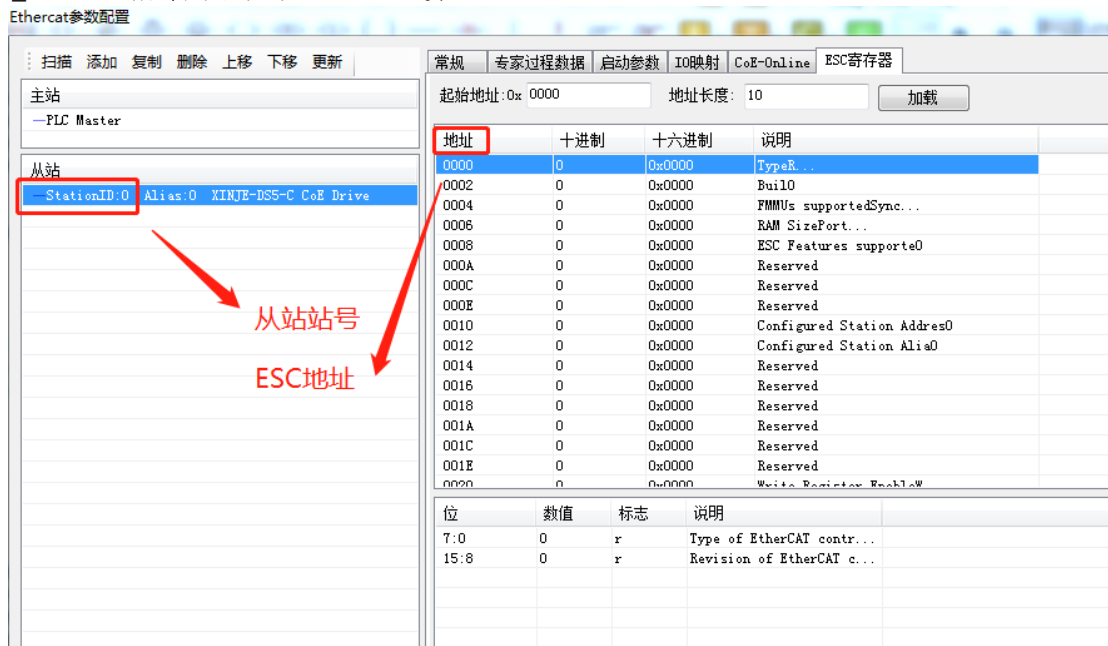 Ethercat参数配置
扫描 添加 复制 删除 上移 下移 更新
主站
PLC Master
从站
StationID:0 Alias:0 XINJE-DS5-C CoE Drive
从站站号
ESC地址
常规 专家过程数据 启动参数 IO映射 CoE-Online ESC寄存器
起始地址:0x 0000 地址长度: 10 加载
地址 十进制 十六进制 说明
0000 0 0x0000 TypeR...
0002 0 0x0000 Buil0
0004 0 0x0000 FMMUs supportedSync...
0006 0 0x0000 RAM SizePort...
0008 0 0x0000 ESC Features supporte0
000A 0 0x0000 Reserved
000C 0 0x0000 Reserved
000E 0 0x0000 Reserved
0010 0 0x0000 Configured Station Addres0
0012 0 0x0000 Configured Station Alia0
0014 0 0x0000 Reserved
0016 0 0x0000 Reserved
0018 0 0x0000 Reserved
001A 0 0x0000 Reserved
001C 0 0x0000 Reserved
001E 0 0x0000 Reserved
0020 0 0x0000 Write Register EnableW
位 数值 标志 说明
7:0 0 r Type of EtherCAT contr...
15:8 0 r Revision of EtherCAT c...